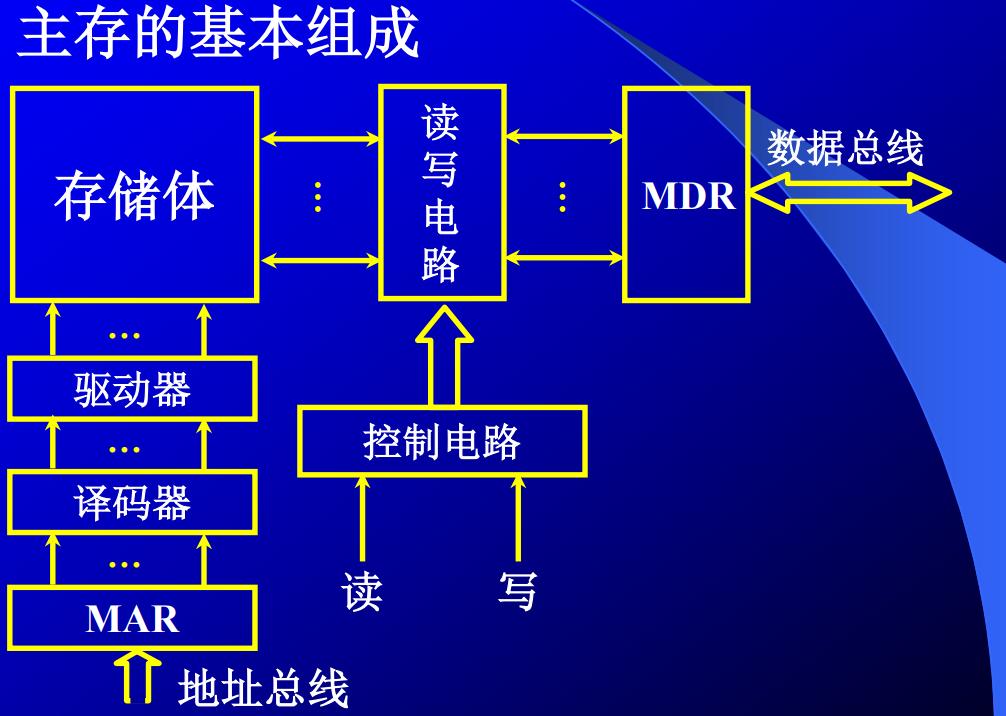 主存的基本组成
存储体
读
写
电
路
MDR
数据总线
…
驱动器
…
控制电路
译码器
…
读
写
MAR
地址总线